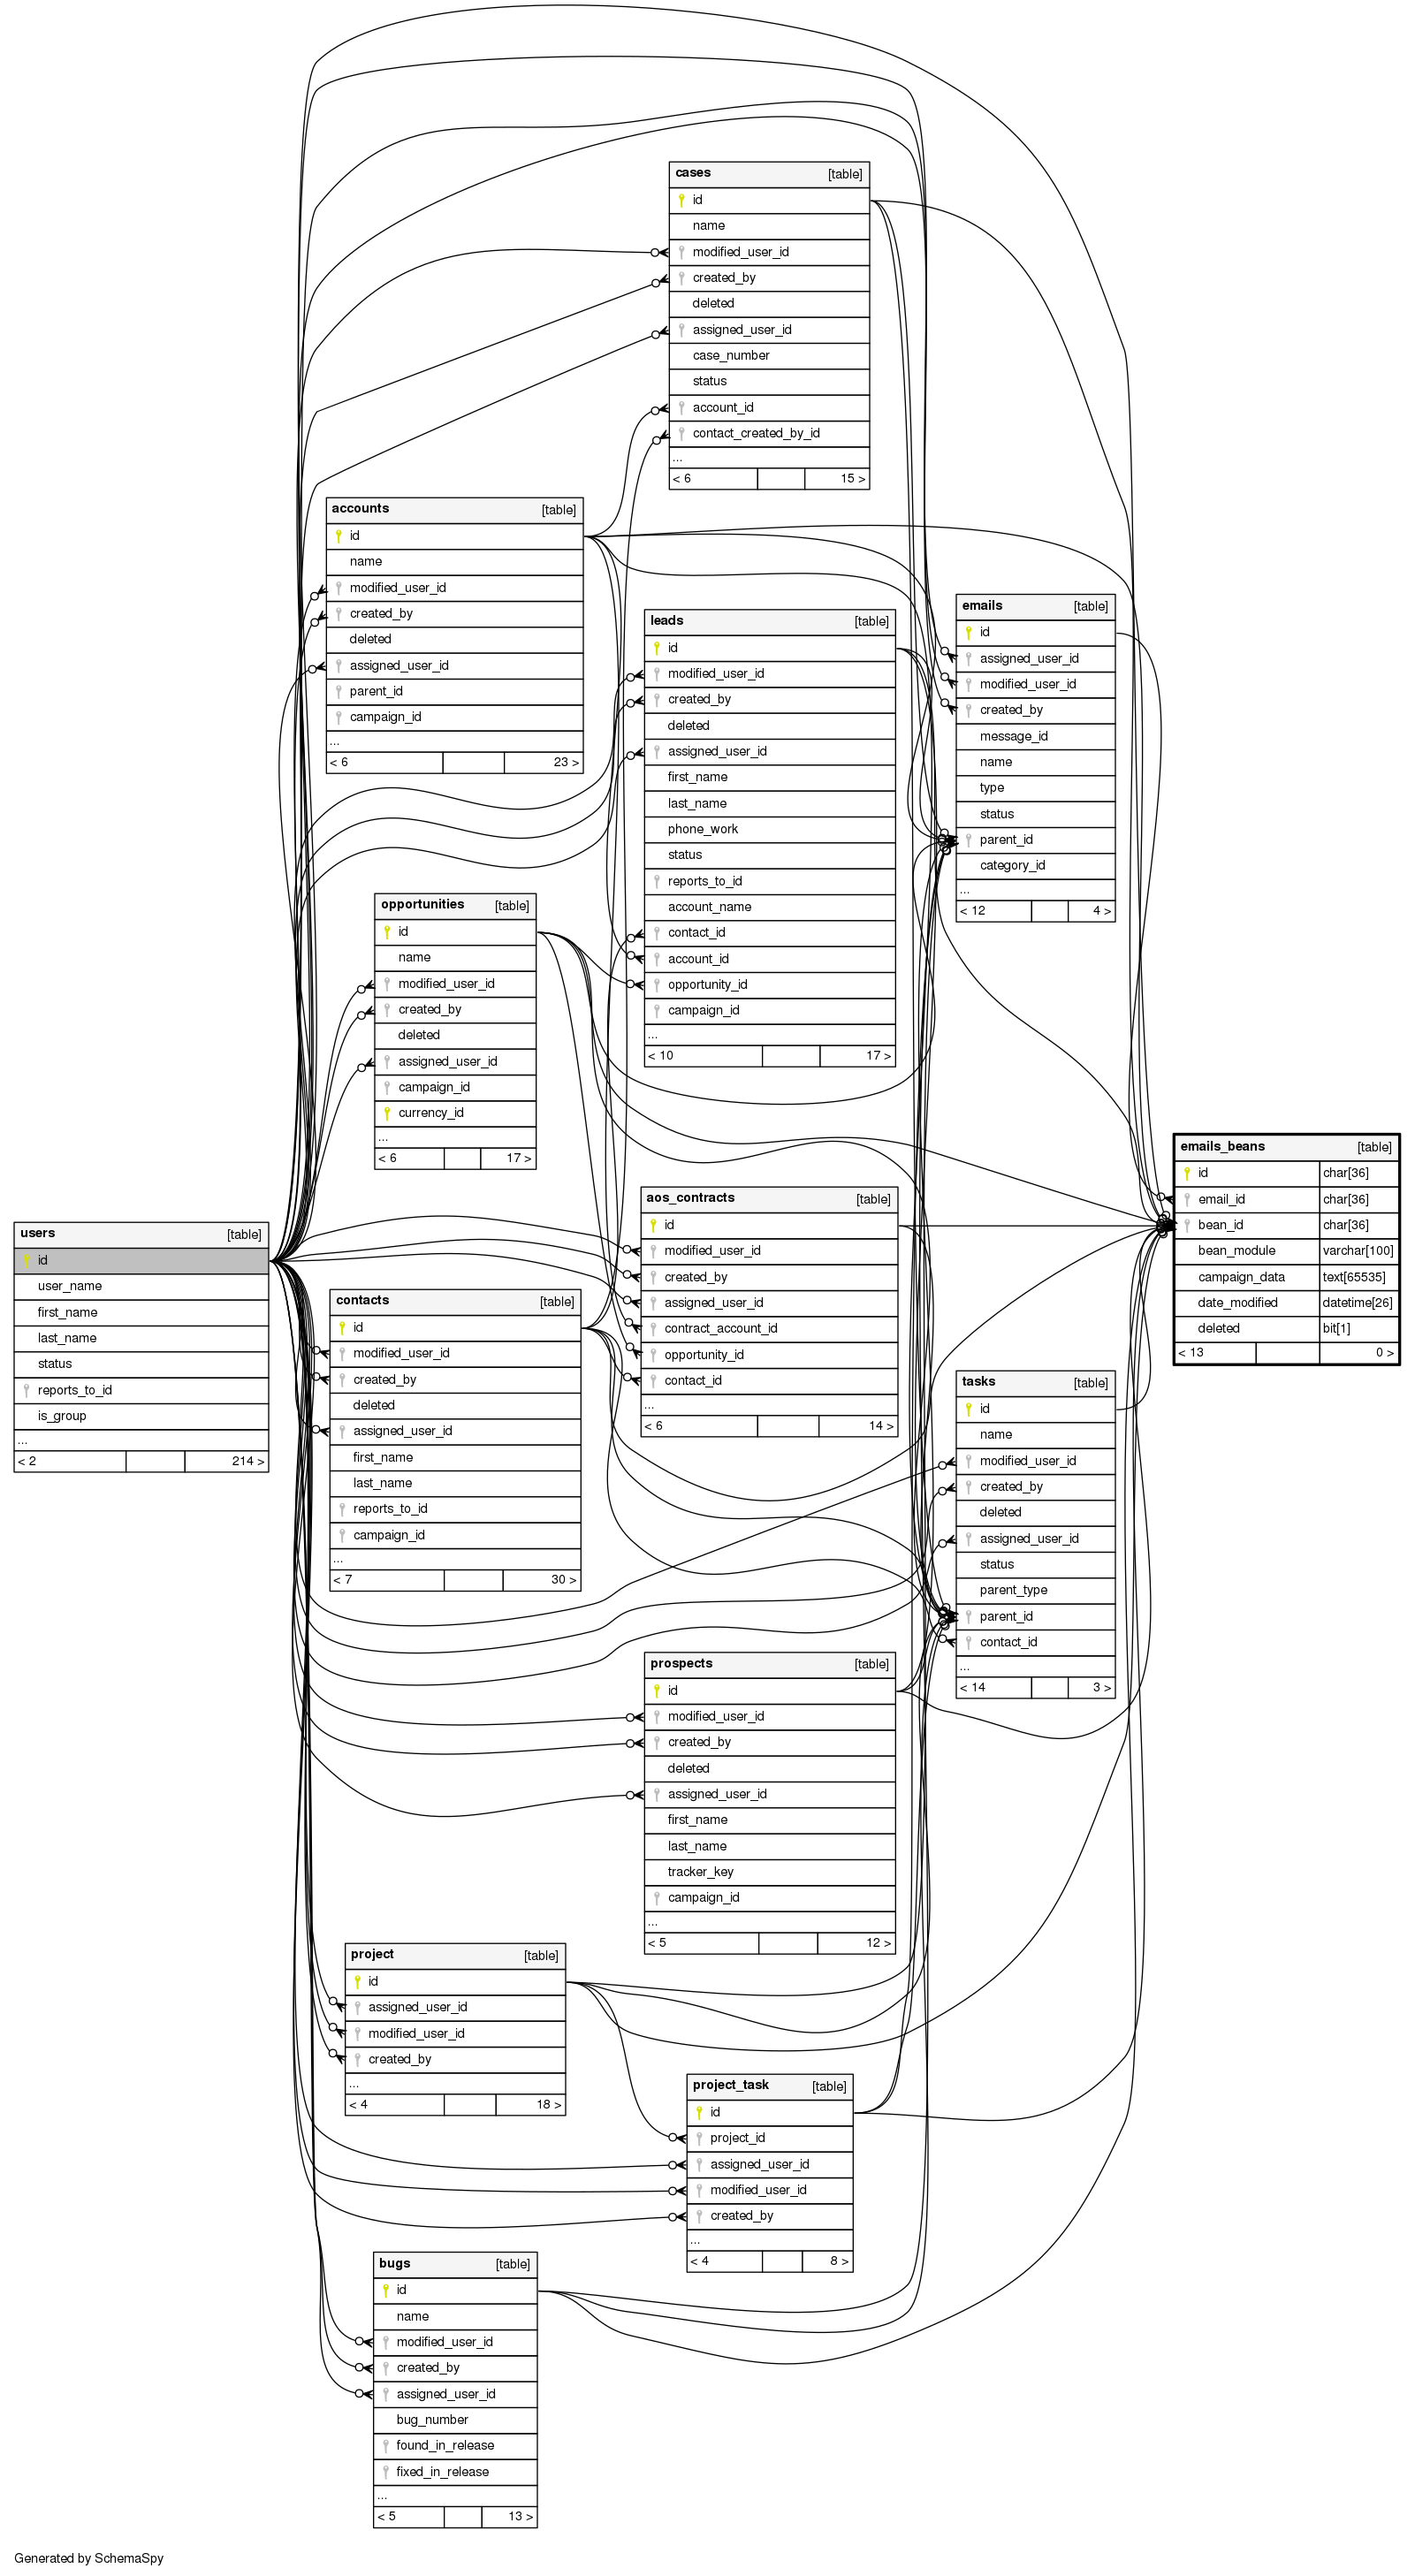 cases [table]
id
name
modified_user_id
created_by
deleted
assigned_user_id
case_number
status
account_id
contact_created_by_id
...
< 6 15 >
accounts [table]
id
name
modified_user_id
created_by
deleted
assigned_user_id
parent_id
campaign_id
...
< 6 23 >
emails [table]
id
assigned_user_id
modified_user_id
created_by
message_id
name
type
status
parent_id
category_id
...
< 12 4 >
leads [table]
id
modified_user_id
created_by
deleted
assigned_user_id
first_name
last_name
phone_work
status
reports_to_id
account_name
contact_id
account_id
opportunity_id
campaign_id
...
< 10 17 >
opportunities [table]
id
name
modified_user_id
created_by
deleted
assigned_user_id
campaign_id
currency_id
...
< 6 17 >
emails_beans [table]
id char[36]
email_id char[36]
bean_id char[36]
bean_module varchar[100]
campaign_data text[65535]
date_modified datetime[26]
deleted bit[1]
< 13 0 >
aos_contracts [table]
id
modified_user_id
created_by
assigned_user_id
contract_account_id
opportunity_id
contact_id
...
< 6 14 >
users [table]
id
user_name
first_name
last_name
status
reports_to_id
is_group
...
< 2 214 >
contacts [table]
id
modified_user_id
created_by
deleted
assigned_user_id
first_name
last_name
reports_to_id
campaign_id
...
< 7 30 >
tasks [table]
id
name
modified_user_id
created_by
deleted
assigned_user_id
status
parent_type
parent_id
contact_id
...
< 14 3 >
prospects [table]
id
modified_user_id
created_by
deleted
assigned_user_id
first_name
last_name
tracker_key
campaign_id
...
< 5 12 >
project [table]
id
assigned_user_id
modified_user_id
created_by
...
< 4 18 >
project_task [table]
id
project_id
assigned_user_id
modified_user_id
created_by
...
< 4 8 >
bugs [table]
id
name
modified_user_id
created_by
assigned_user_id
bug_number
found_in_release
fixed_in_release
...
< 5 13 >
Generated by SchemaSpy